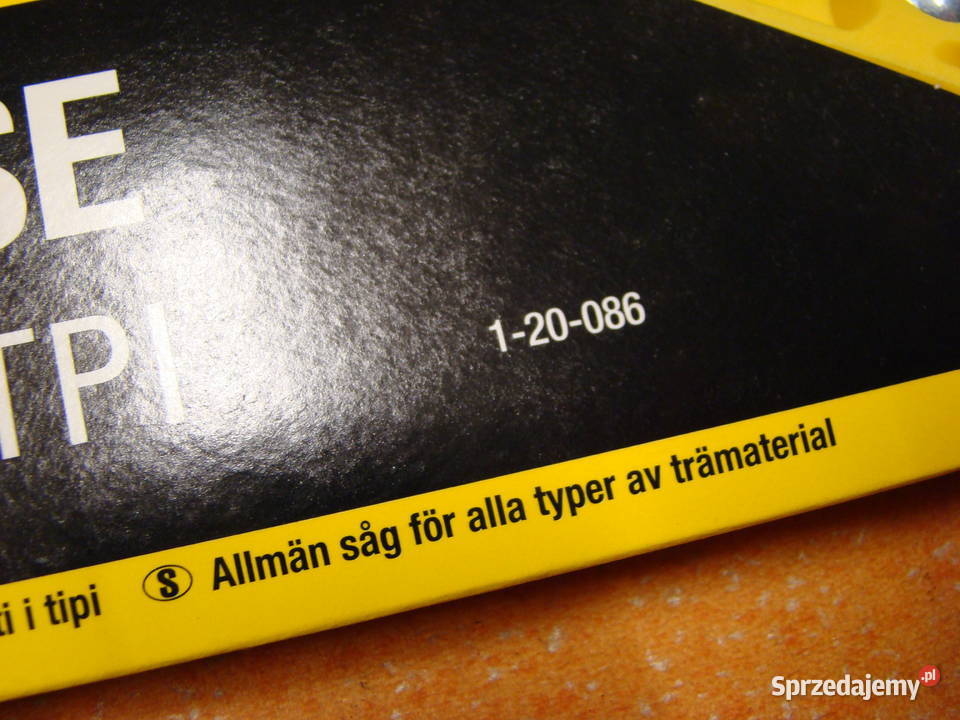 SE
TPI
1-20-086
ti i tipi
S Allmän såg för alla typer av trämaterial
Sprzedajemy.pl